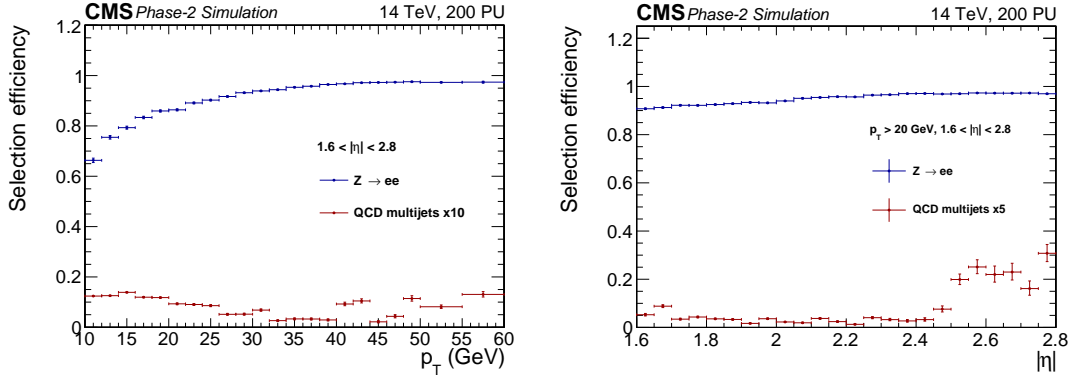 CMS Phase-2 Simulation 14 TeV, 200 PU
Selection efficiency
1.2
1
0.8
0.6
0.4
0.2
0
1.6 < |η| < 2.8
Z → ee
QCD multijets x10
10 15 20 25 30 35 40 45 50 55 60
p_T (GeV)
CMS Phase-2 Simulation 14 TeV, 200 PU
Selection efficiency
1.2
1
0.8
0.6
0.4
0.2
0
p_T > 20 GeV, 1.6 < |η| < 2.8
Z → ee
QCD multijets x5
1.6 1.8 2 2.2 2.4 2.6 2.8
|η|